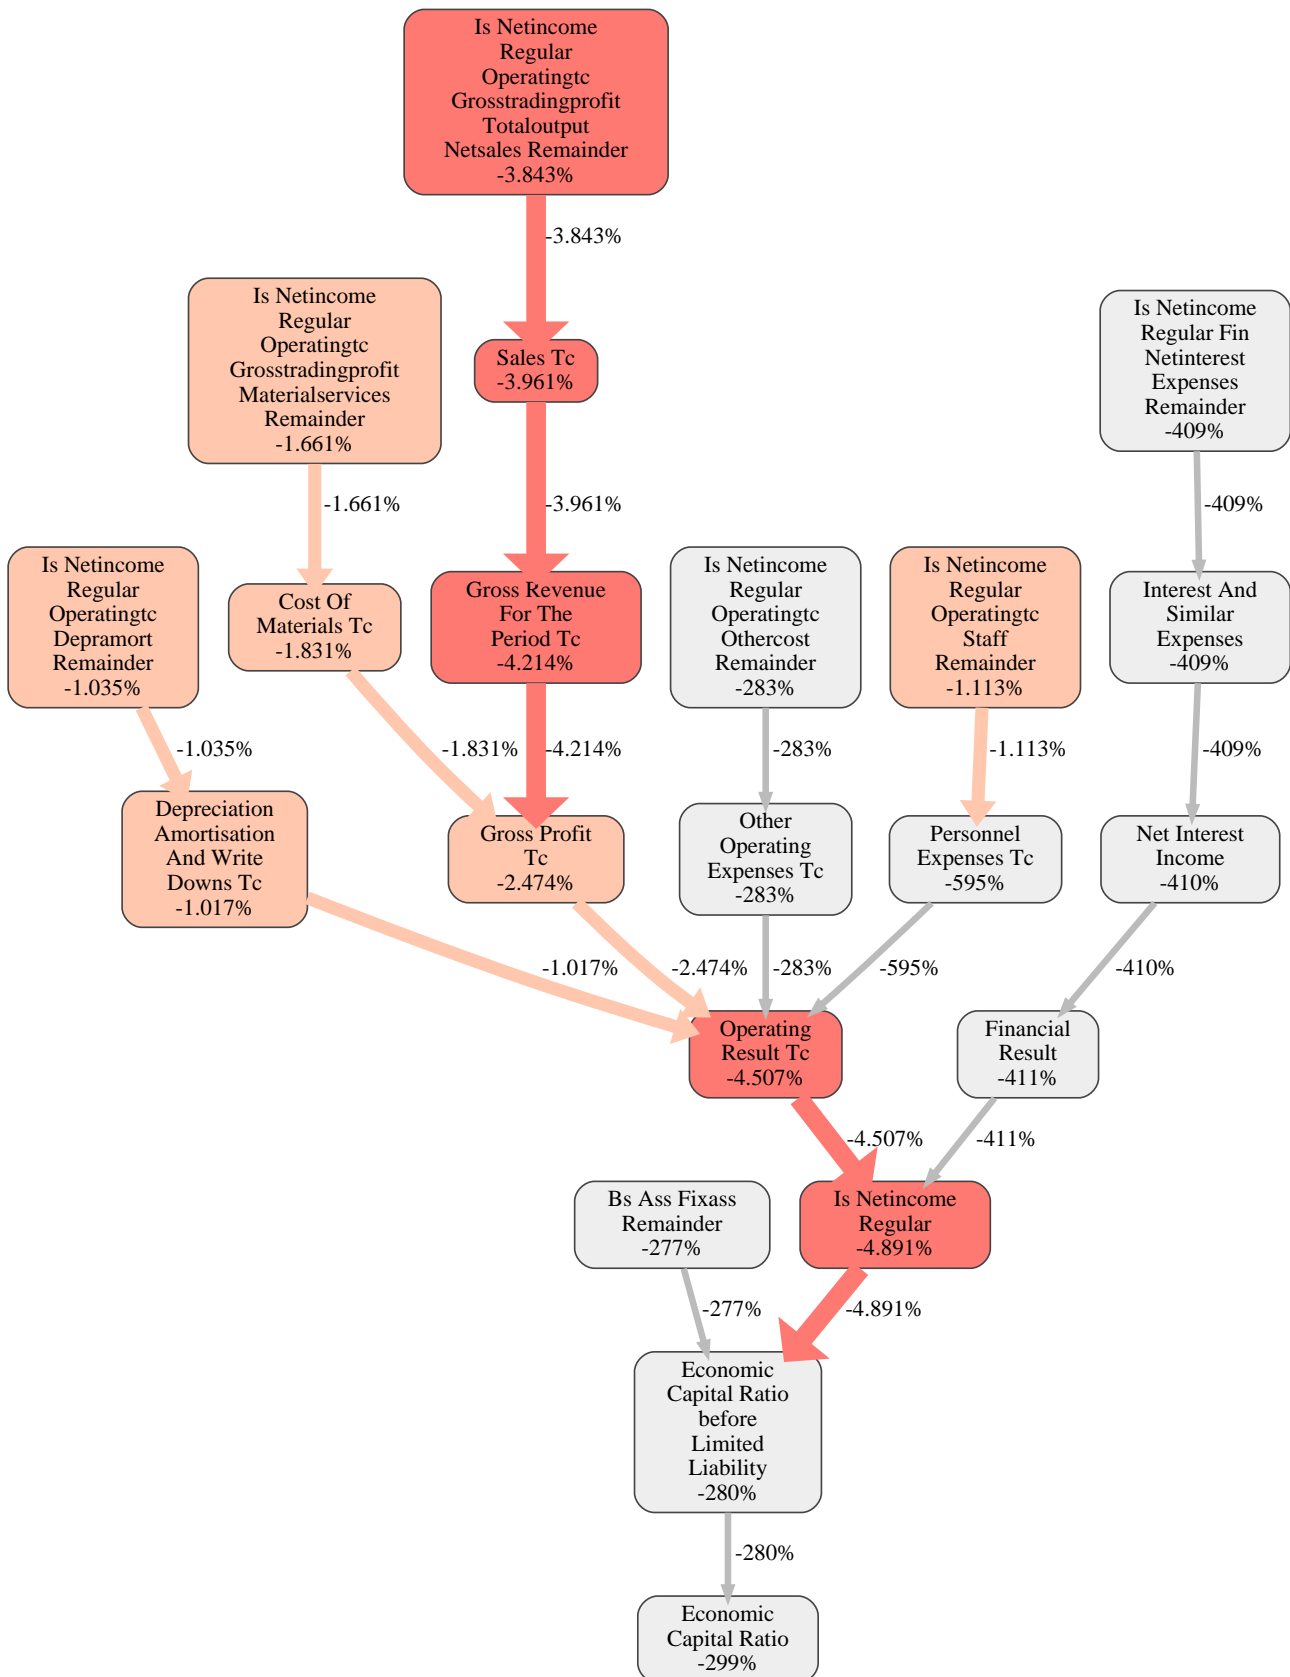 Is Netincome
Regular
Operatingtc
Grosstradingprofit
Totaloutput
Netsales Remainder
-3.843%
-3.843%
Is Netincome
Regular
Operatingtc
Grosstradingprofit
Materialservices
Remainder
-1.661%
Is Netincome
Regular Fin
Netinterest
Expenses
Remainder
-409%
Sales Tc
-3.961%
-1.661%
-3.961%
-409%
Is Netincome
Regular
Operatingtc
Depramort
Remainder
-1.035%
Cost Of
Materials Tc
-1.831%
Gross Revenue
For The
Period Tc
-4.214%
Is Netincome
Regular
Operatingtc
Othercost
Remainder
-283%
Is Netincome
Regular
Operatingtc
Staff
Remainder
-1.113%
Interest And
Similar
Expenses
-409%
-1.035%
-1.831%
-4.214%
-283%
-1.113%
-409%
Depreciation
Amortisation
And Write
Downs Tc
-1.017%
Gross Profit
Tc
-2.474%
Other
Operating
Expenses Tc
-283%
Personnel
Expenses Tc
-595%
Net Interest
Income
-410%
-1.017%
-2.474%
-283%
-595%
-410%
Operating
Result Tc
-4.507%
Financial
Result
-411%
-4.507%
-411%
Bs Ass Fixass
Remainder
-277%
Is Netincome
Regular
-4.891%
-277%
-4.891%
Economic
Capital Ratio
before
Limited
Liability
-280%
-280%
Economic
Capital Ratio
-299%